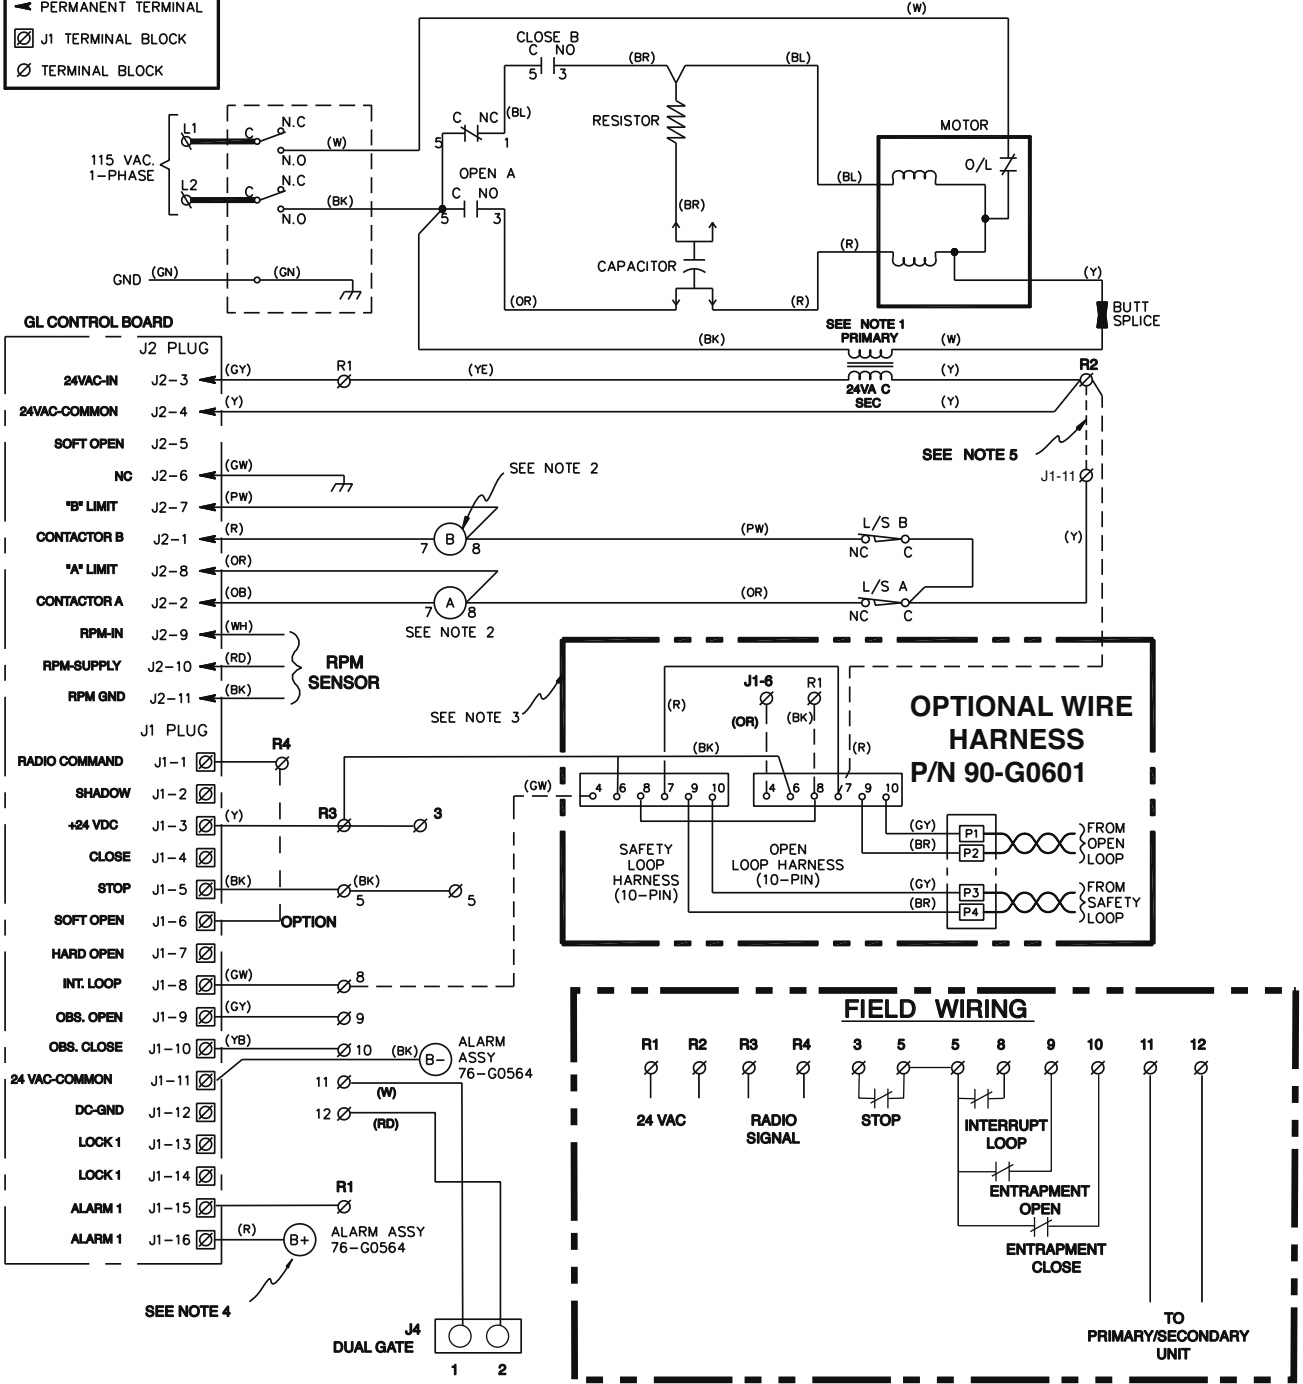 PERMANENT TERMINAL
J1 TERMINAL BLOCK
TERMINAL BLOCK
(W)
CLOSE B
C NO
5 3
(BR)
(BL)
RESISTOR
MOTOR
O/L
115 VAC.
1-PHASE
L1
C
N.C
N.O
(W)
L2
C
N.C
N.O
(BK)
C NC
5 1
(BL)
OPEN A
C NO
5 3
(BR)
(BL)
(R)
CAPACITOR
GND
(GN)
(GN)
(OR)
(R)
(Y)
BUTT
SPLICE
SEE NOTE 1
PRIMARY
(BK)
(W)
24VA C
SEC
GL CONTROL BOARD
J2 PLUG
24VAC-IN J2-3 (GY) R1 (YE) (Y) R2
24VAC-COMMON J2-4 (Y) (Y)
SOFT OPEN J2-5
SEE NOTE 5
NC J2-6 (GW)
SEE NOTE 2
J1-11
"B" LIMIT J2-7 (PW)
CONTACTOR B J2-1 (R) 7 B 8 (PW) L/S B NC C
(Y)
"A" LIMIT J2-8 (OR)
CONTACTOR A J2-2 (OB) 7 A 8 (OR) L/S A NC C
SEE NOTE 2
RPM-IN J2-9 (WH)
RPM-SUPPLY J2-10 (RD)
RPM GND J2-11 (BK)
RPM
SENSOR
SEE NOTE 3
J1 PLUG
RADIO COMMAND J1-1 R4
SHADOW J1-2
+24 VDC J1-3 (Y) R3 3
CLOSE J1-4
STOP J1-5 (BK) 5 (BK) 5
SOFT OPEN J1-6 OPTION
HARD OPEN J1-7
INT. LOOP J1-8 (GW) 8
OBS. OPEN J1-9 (GY) 9
OBS. CLOSE J1-10 (YB) 10
(BK) B-
ALARM
ASSY
76-G0564
24 VAC-COMMON J1-11
11 (W)
DC-GND J1-12
12 (RD)
LOCK 1 J1-13
LOCK 1 J1-14
ALARM 1 J1-15 R1
ALARM 1 J1-16 (R) B+
ALARM ASSY
76-G0564
SEE NOTE 4
J4
DUAL GATE
1 2
OPTIONAL WIRE
HARNESS
P/N 90-G0601
J1-6
R1
(R)
(OR)
(BK)
(BK)
(R)
(GW)
4 6 8 7 9 10
4 6 8 7 9 10
SAFETY
LOOP
HARNESS
(10-PIN)
OPEN
LOOP HARNESS
(10-PIN)
(GY) P1
(BR) P2
FROM
OPEN
LOOP
(GY) P3
(BR) P4
FROM
SAFETY
LOOP
FIELD WIRING
R1 R2 R3 R4 3 5 5 8 9 10 11 12
24 VAC
RADIO
SIGNAL
STOP
INTERRUPT
LOOP
ENTRAPMENT
OPEN
ENTRAPMENT
CLOSE
TO
PRIMARY/SECONDARY
UNIT